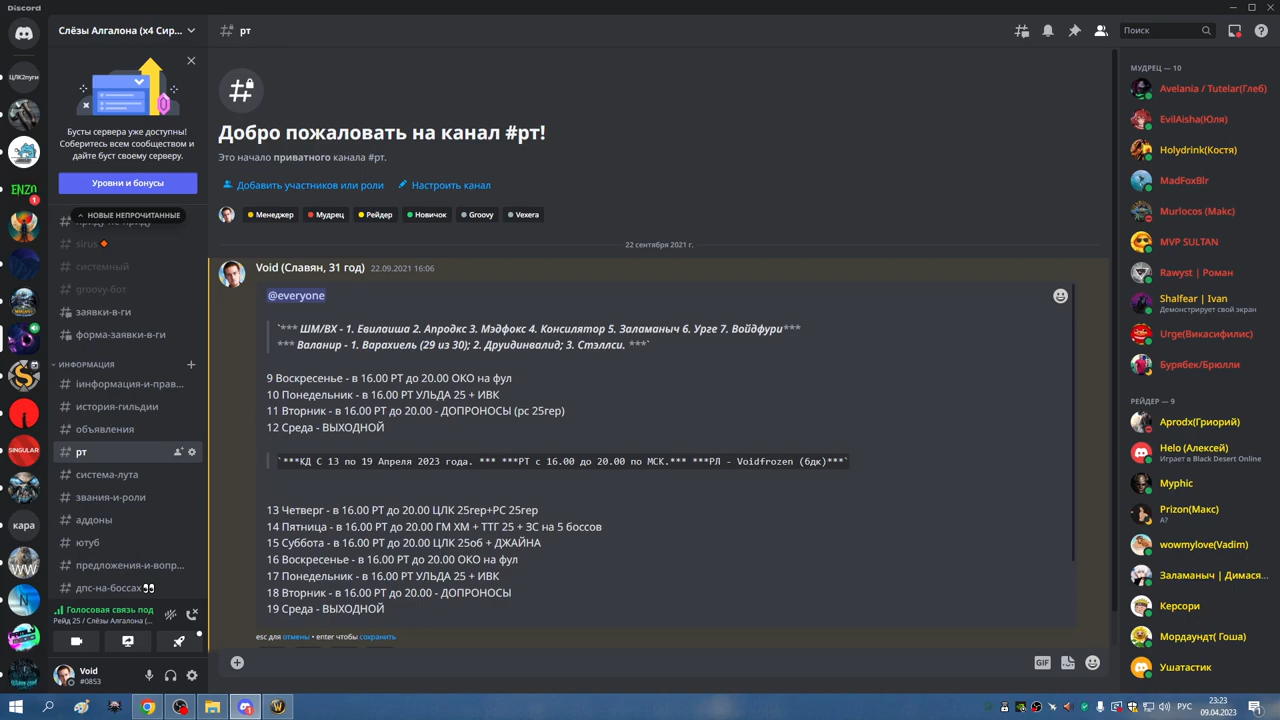 Discord
Слёзы Алгалона (x4 Сир...
рт
Поиск
ЦЛК2пуги
ENZO
1
SINGULAR
кара
Бусты сервера уже доступны!
Соберитесь всем сообществом и
дайте буст своему серверу.
Уровни и бонусы
НОВЫЕ НЕПРОЧИТАННЫЕ
sirus
системный
groovy-бот
заявки-в-ги
форма-заявки-в-ги
ИНФОРМАЦИЯ
іинформация-и-прав...
история-гильдии
объявления
рт
система-лута
звания-и-роли
аддоны
ютуб
предложения-и-вопр...
дпс-на-боссах
Голосовая связь под
Рейд 25 / Слёзы Алгалона (...
Void
#0853
Добро пожаловать на канал #рт!
Это начало приватного канала #рт.
Добавить участников или роли
Настроить канал
Менеджер
Мудрец
Рейдер
Новичок
Groovy
Vexera
22 сентября 2021 г.
Void (Славян, 31 год) 22.09.2021 16:06
@everyone
`*** ШМ/ВХ - 1. Евилаиша 2. Апродкс 3. Мэдфокс 4. Консилятор 5. Заламаныч 6. Урге 7. Войдфури***
*** Валанир - 1. Варахиель (29 из 30); 2. Друидинвалид; 3. Стэлли. ***`
9 Воскресенье - в 16.00 РТ до 20.00 ОКО на фул
10 Понедельник - в 16.00 РТ УЛЬДА 25 + ИВК
11 Вторник - в 16.00 РТ до 20.00 - ДОПРОНОСЫ (рс 25гер)
12 Среда - ВЫХОДНОЙ
`***КД С 13 по 19 Апреля 2023 года. *** ***РТ с 16.00 до 20.00 по МСК.*** ***РЛ - Voidfrozen (бдк)***`
13 Четверг - в 16.00 РТ до 20.00 ЦЛК 25гер+РС 25гер
14 Пятница - в 16.00 РТ до 20.00 ГМ ХМ + ТТГ 25 + ЗС на 5 боссов
15 Суббота - в 16.00 РТ до 20.00 ЦЛК 25об + ДЖАЙНА
16 Воскресенье - в 16.00 РТ до 20.00 ОКО на фул
17 Понедельник - в 16.00 РТ УЛЬДА 25 + ИВК
18 Вторник - в 16.00 РТ до 20.00 - ДОПРОНОСЫ
19 Среда - ВЫХОДНОЙ
esc для отмены • enter чтобы сохранить
GIF
МУДРЕЦ — 10
Avelania / Tutelar(Глеб)
EvilAisha(Юля)
Holydrink(Костя)
MadFoxBlr
Murlocos (Макс)
MVP SULTAN
Rawyst | Роман
Shalfear | Ivan
Демонстрирует свой экран
Urge(Викасифилис)
Бурябек/Брюлли
РЕЙДЕР — 9
Aprodx(Григорий)
Helo (Алексей)
Играет в Black Desert Online
Myphic
Prizon(Макс)
А?
wowmylove(Vadim)
Заламаныч | Димася...
Керсори
Мордаундт( Гоша)
Ушатастик
РУС
23:23
09.04.2023
1